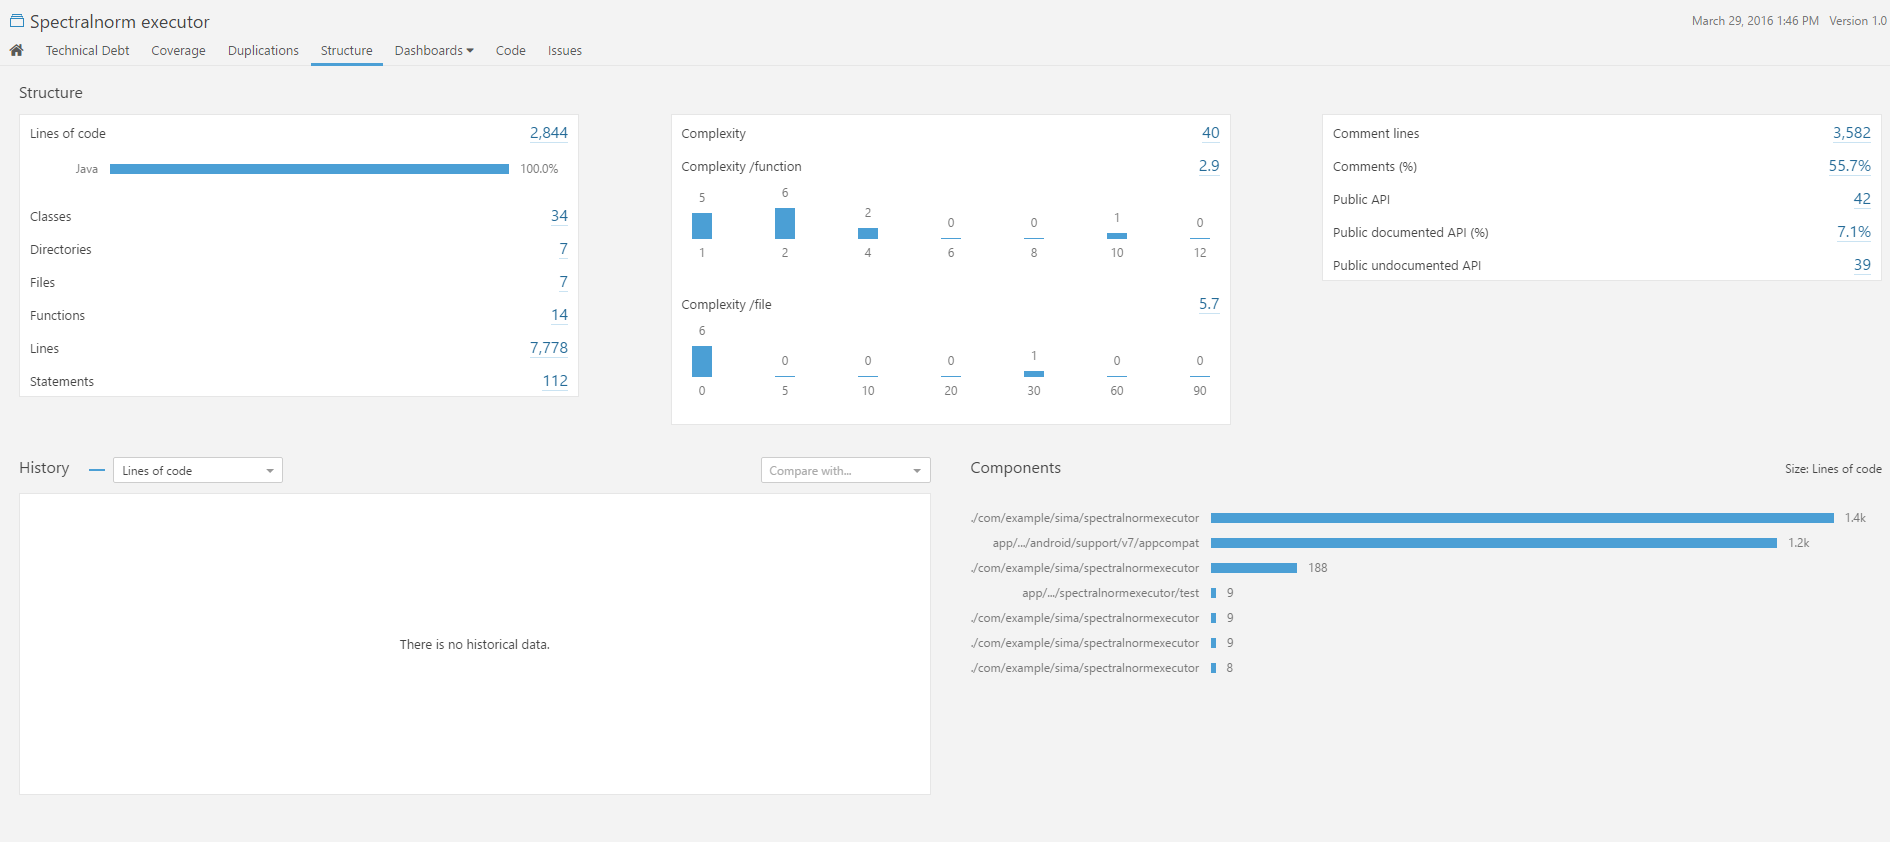 Spectralnorm executor
March 29, 2016 1:46 PM Version 1.0
Technical Debt Coverage Duplications Structure Dashboards Code Issues
Structure
Lines of code 2,844
Java 100.0%
Classes 34
Directories 7
Files 7
Functions 14
Lines 7,778
Statements 112
Complexity 40
Complexity /function 2.9
5 6 2 0 0 1 0
1 2 4 6 8 10 12
Complexity /file 5.7
6 0 0 0 1 0 0
0 5 10 20 30 60 90
Comment lines 3,582
Comments (%) 55.7%
Public API 42
Public documented API (%) 7.1%
Public undocumented API 39
History Lines of code Compare with...
There is no historical data.
Components Size: Lines of code
./com/example/sima/spectralnormexecutor 1.4k
app/.../android/support/v7/appcompat 1.2k
./com/example/sima/spectralnormexecutor 188
app/.../spectralnormexecutor/test 9
./com/example/sima/spectralnormexecutor 9
./com/example/sima/spectralnormexecutor 9
./com/example/sima/spectralnormexecutor 8